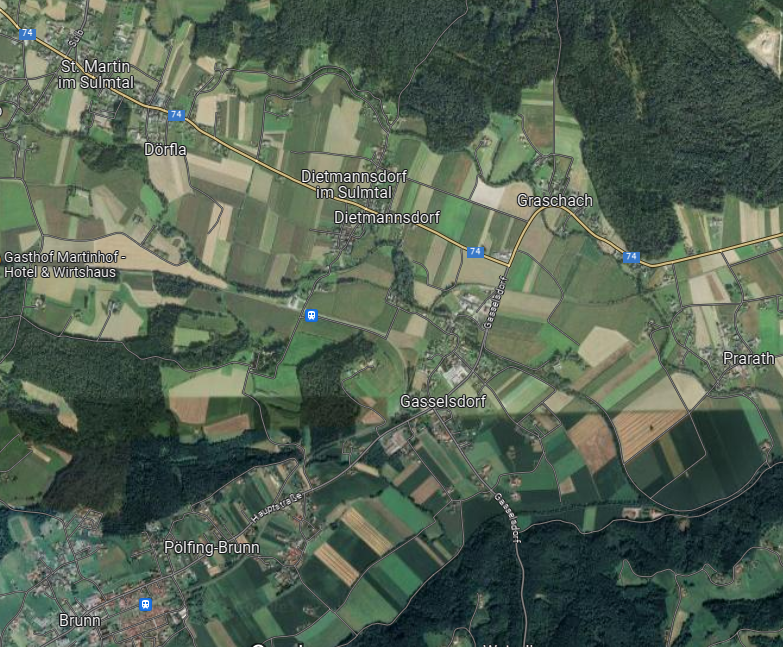 74
St. Martin
im Sulmtal
74
Dörfla
Dietmannsdorf
im Sulmtal
Graschach
Dietmannsdorf
74
74
Gasthof Martinhof -
Hotel & Wirtshaus
Gasselsdorf
Prarath
Gasselsdorf
Hauptstraße
Gasselsdorf
Pölfing-Brunn
Brunn